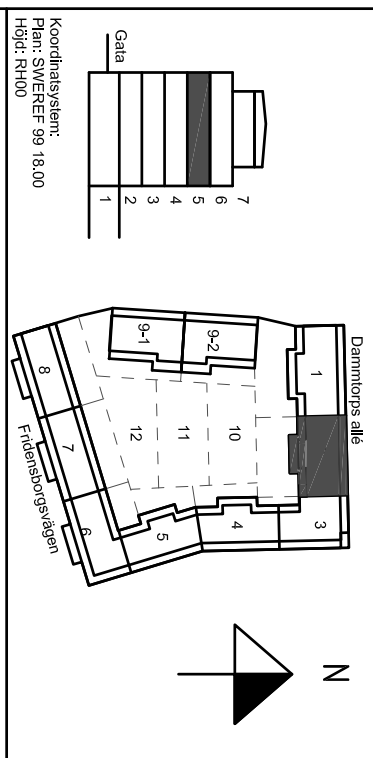 Koordinatsystem:
Plan: SWEREF 99 18.00
Höjd: RH00
Gata
1
2
3
4
5
6
7
Dammtorps allé
1
3
9-1
9-2
10
11
12
4
5
8
7
6
Fridensborgsvägen
N